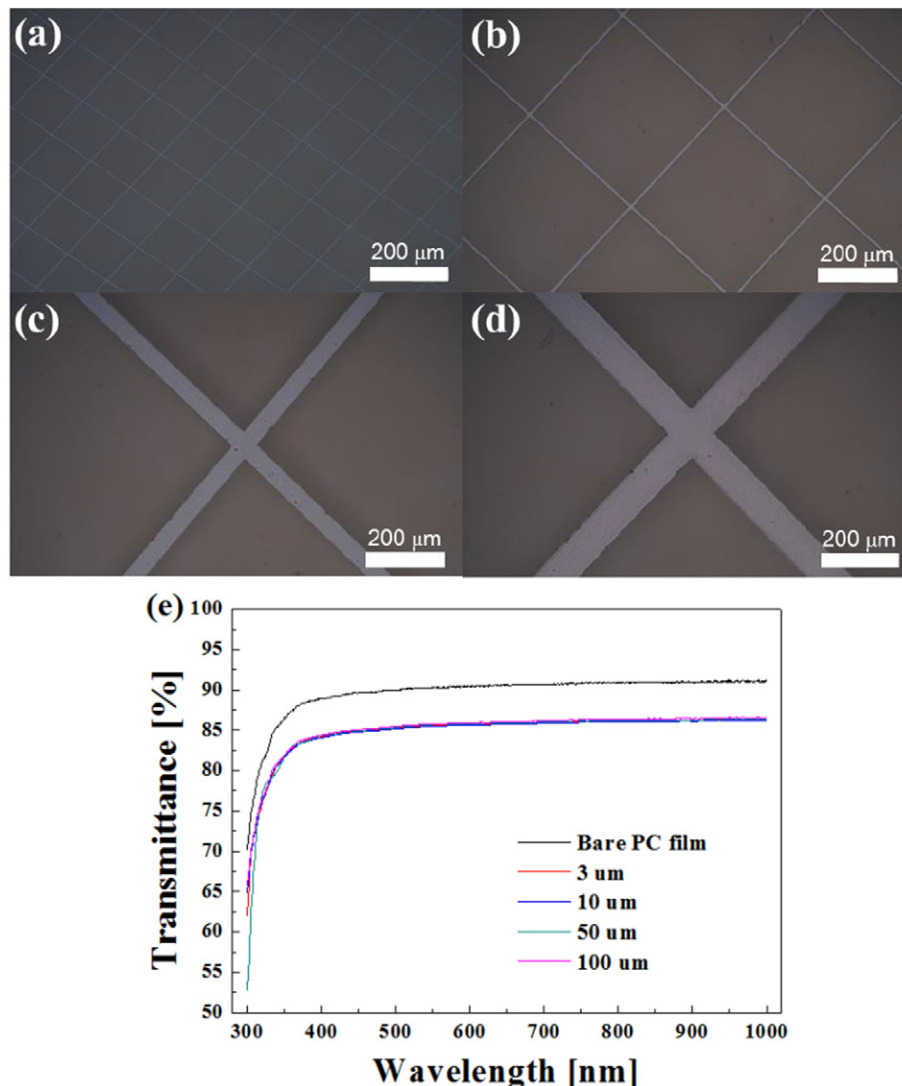 (a)
(b)
200 μm
200 μm
(c)
(d)
200 μm
200 μm
(e)
100
95
90
85
80
75
70
65
60
55
50
Transmittance [%]
Bare PC film
3 um
10 um
50 um
100 um
300 400 500 600 700 800 900 1000
Wavelength [nm]